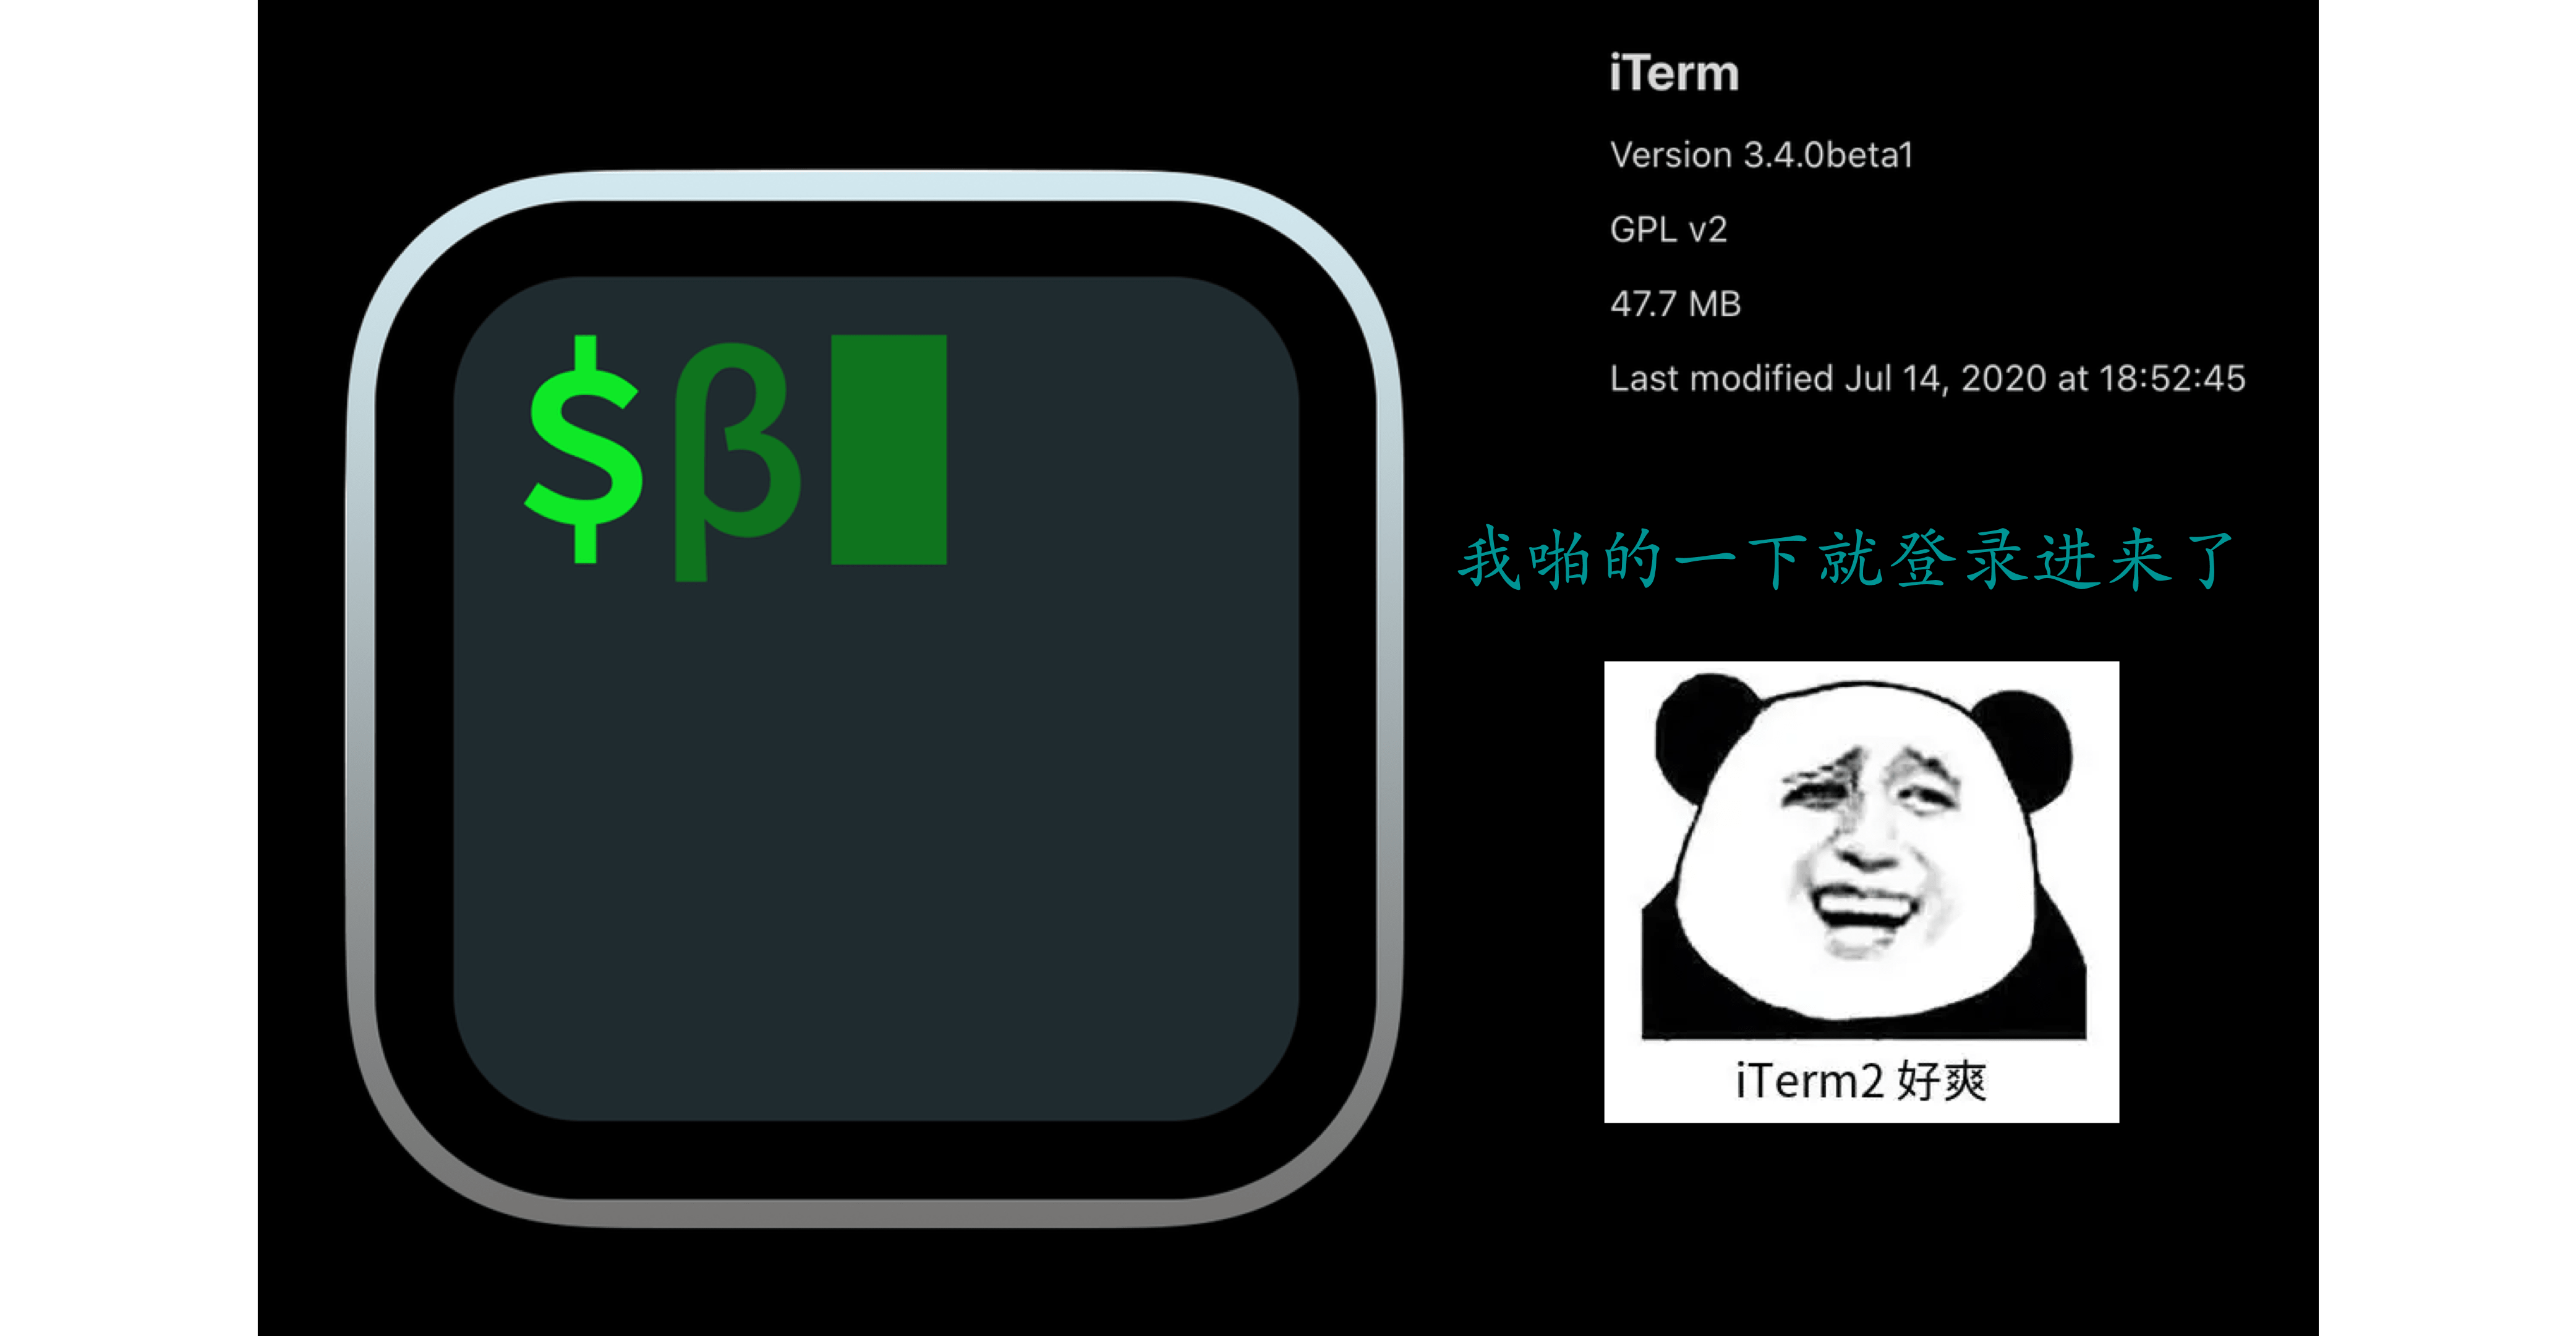 $β
iTerm
Version 3.4.0beta1
GPL v2
47.7 MB
Last modified Jul 14, 2020 at 18:52:45
我啪的一下就登录进来了
iTerm2 好爽